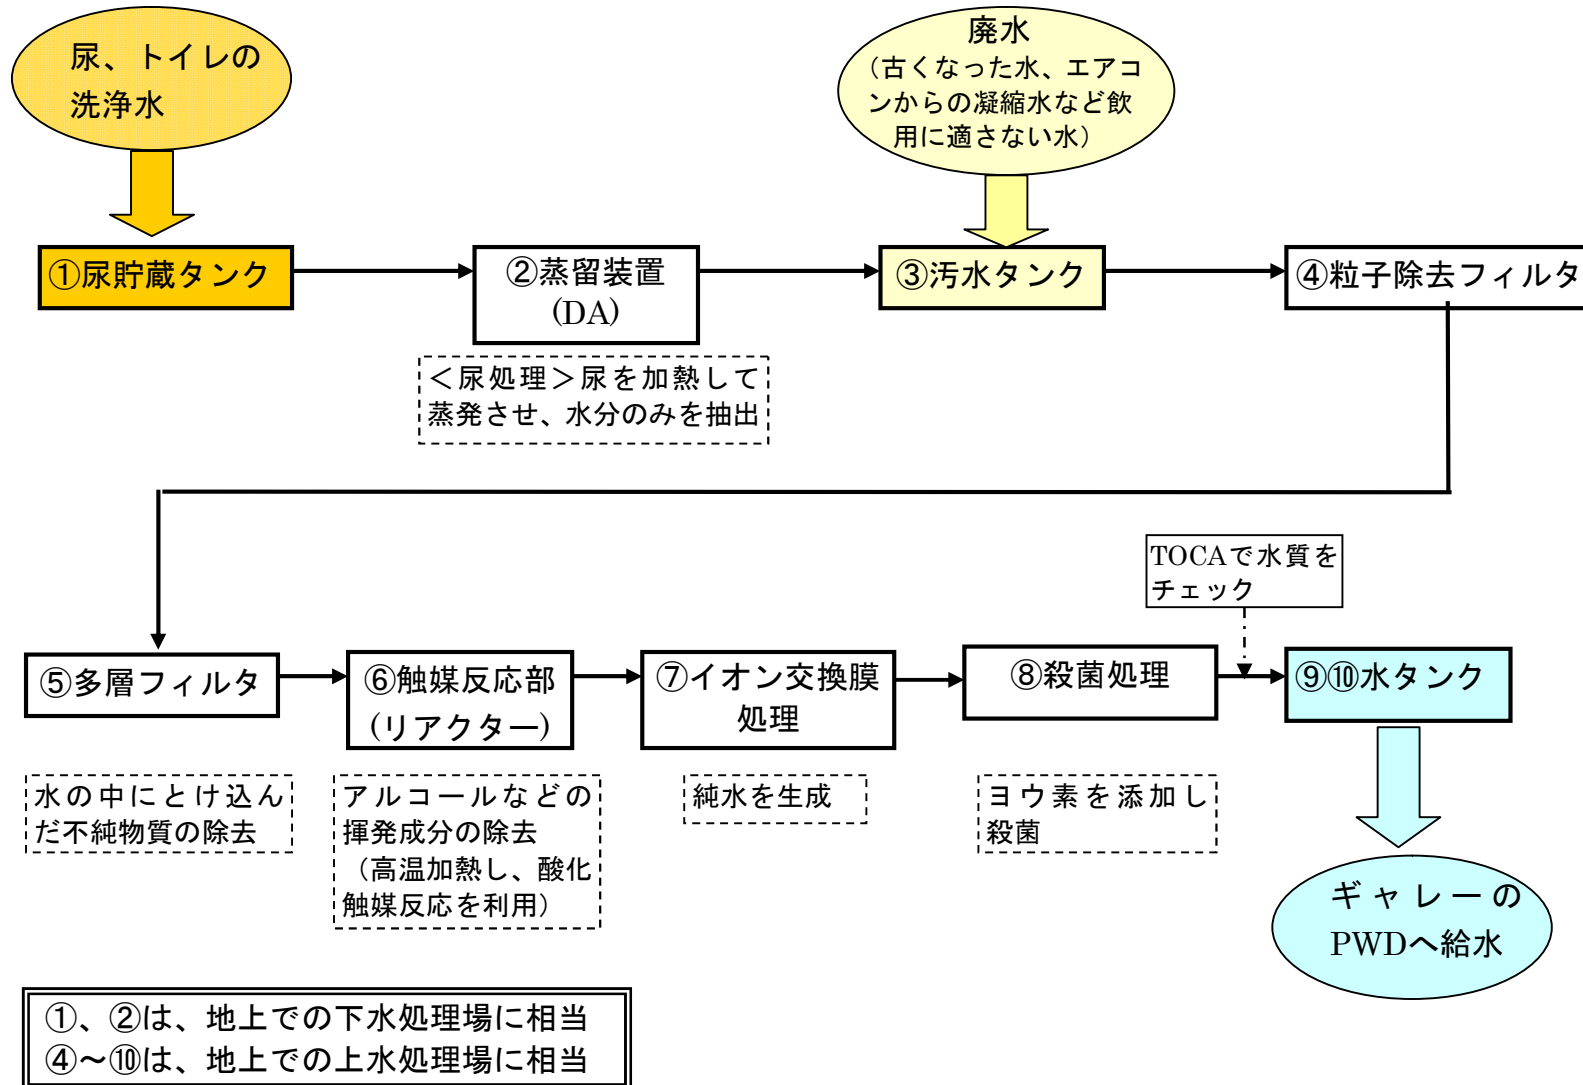 尿、トイレの
洗浄水
廃水
（古くなった水、エアコ
ンからの凝縮水など飲
用に適さない水）
①尿貯蔵タンク
②蒸留装置
(DA)
③汚水タンク
④粒子除去フィルタ
＜尿処理＞尿を加熱して
蒸発させ、水分のみを抽出
TOCAで水質を
チェック
⑤多層フィルタ
⑥触媒反応部
(リアクター)
⑦イオン交換膜
処理
⑧殺菌処理
⑨⑩水タンク
水の中にとけ込ん
だ不純物質の除去
アルコールなどの
揮発成分の除去
（高温加熱し、酸化
触媒反応を利用）
純水を生成
ヨウ素を添加し
殺菌
ギャレーの
PWDへ給水
①、②は、地上での下水処理場に相当
④～⑩は、地上での上水処理場に相当